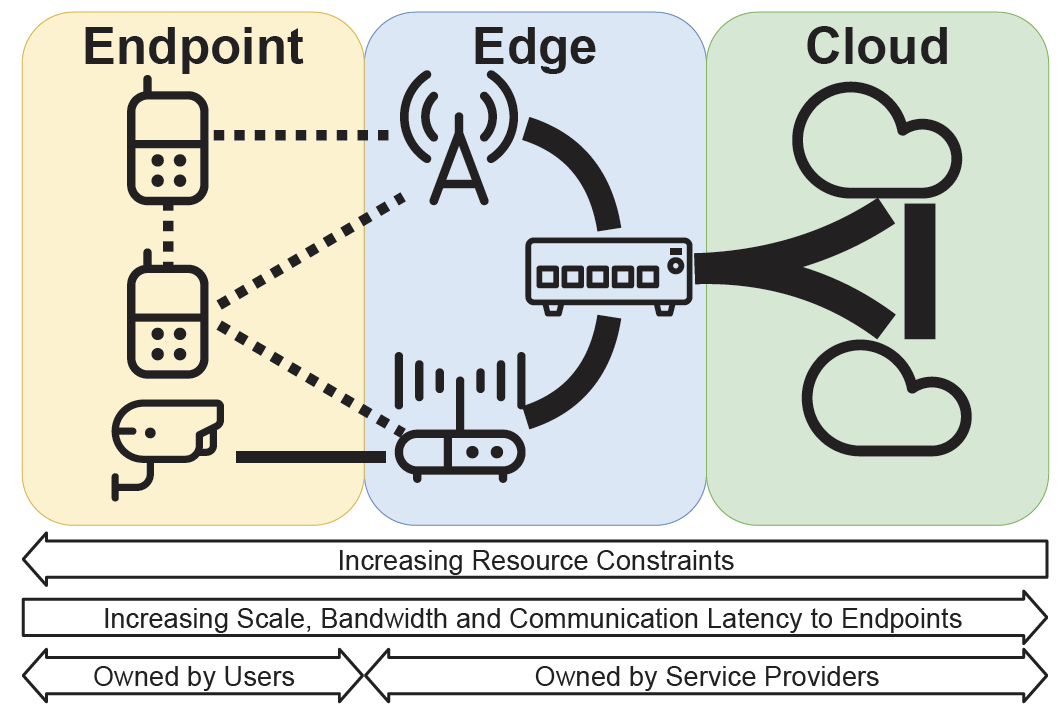 Endpoint
Edge
Cloud
Increasing Resource Constraints
Increasing Scale, Bandwidth and Communication Latency to Endpoints
Owned by Users
Owned by Service Providers